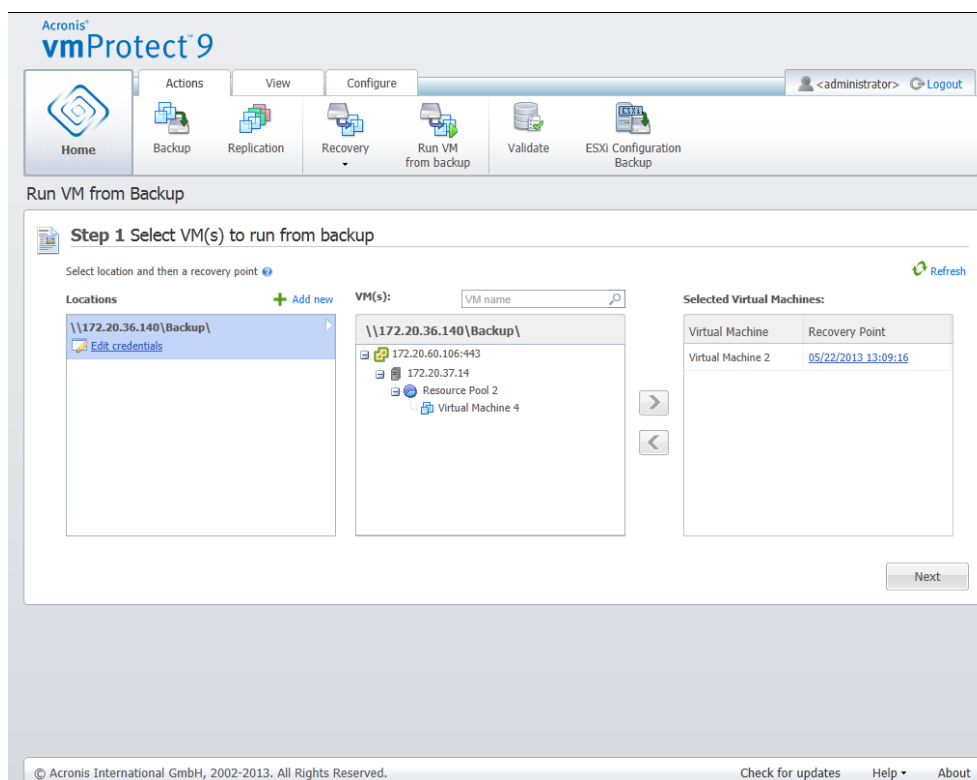 Acronis®
vmProtect™ 9
Actions View Configure
<administrator> Logout
Home
Backup
Replication
Recovery
Run VM
from backup
Validate
ESXi
ESXi Configuration
Backup
Run VM from Backup
Step 1 Select VM(s) to run from backup
Select location and then a recovery point ?
Refresh
Locations
Add new
\\172.20.36.140\Backup\
Edit credentials
VM(s):
VM name
\\172.20.36.140\Backup\
172.20.60.106:443
172.20.37.14
Resource Pool 2
Virtual Machine 4
Selected Virtual Machines:
Virtual Machine Recovery Point
Virtual Machine 2 05/22/2013 13:09:16
Next
© Acronis International GmbH, 2002-2013. All Rights Reserved.
Check for updates Help About